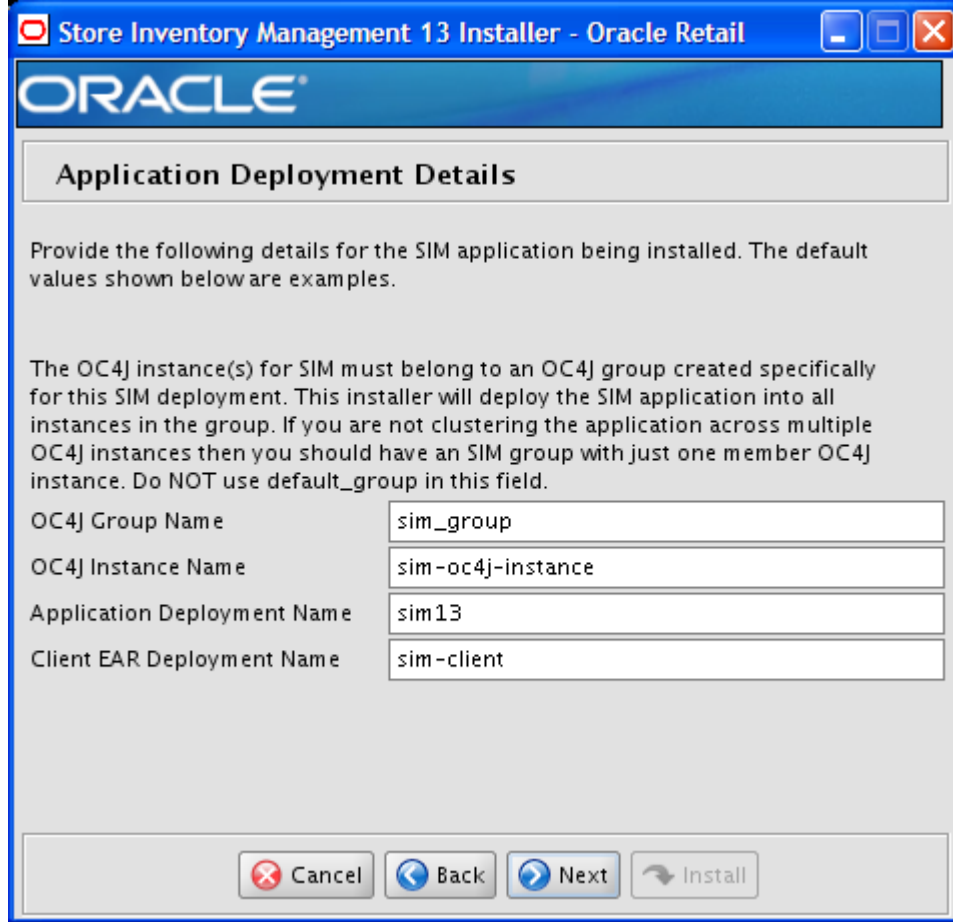 Store Inventory Management 13 Installer - Oracle Retail
ORACLE®
Application Deployment Details
Provide the following details for the SIM application being installed. The default
values shown below are examples.
The OC4J instance(s) for SIM must belong to an OC4J group created specifically
for this SIM deployment. This installer will deploy the SIM application into all
instances in the group. If you are not clustering the application across multiple
OC4J instances then you should have an SIM group with just one member OC4J
instance. Do NOT use default_group in this field.
OC4J Group Name sim_group
OC4J Instance Name sim-oc4j-instance
Application Deployment Name sim13
Client EAR Deployment Name sim-client
Cancel Back Next Install